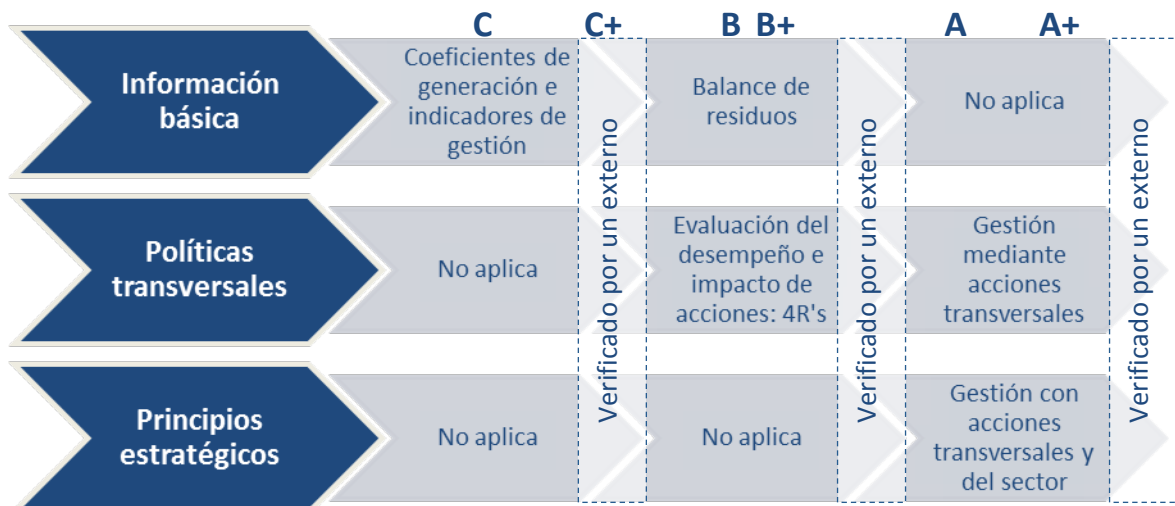 C
C+
B
B+
A
A+
Información
básica
Coeficientes de
generación e
indicadores de
gestión
Balance de
residuos
No aplica
Políticas
transversales
No aplica
Evaluación del
desempeño e
impacto de
acciones: 4R's
Gestión
mediante
acciones
transversales
Principios
estratégicos
No aplica
No aplica
Gestión con
acciones
transversales y
del sector
Verificado por un externo
Verificado por un externo
Verificado por un externo